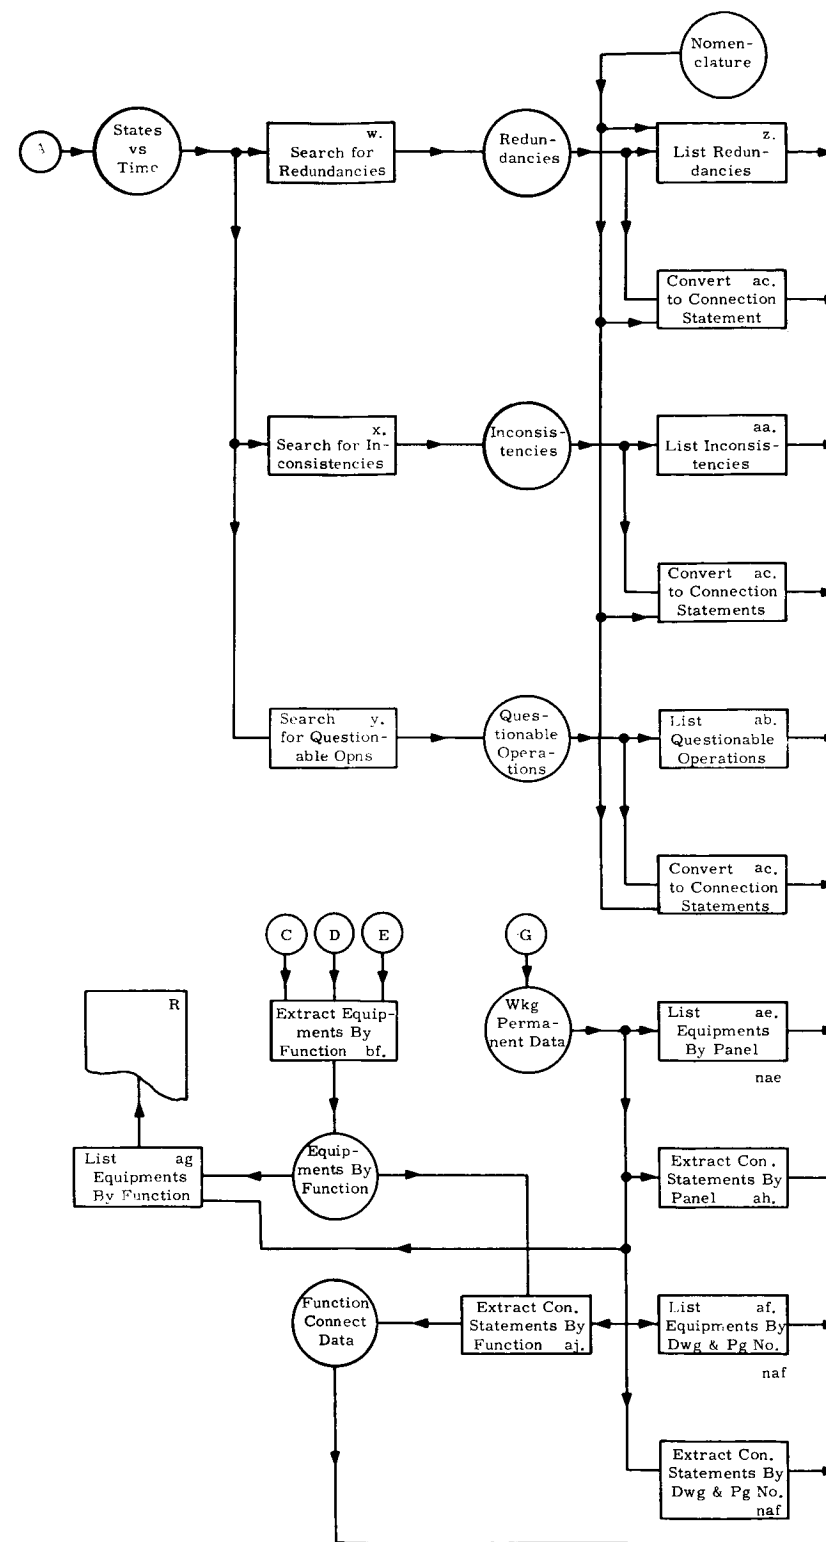 Nomen-
clature
J
States
vs
Time
w.
Search for
Redundancies
Redun-
dancies
z.
List Redun-
dancies
Convert ac.
to Connection
Statement
x.
Search for In-
consistencies
Inconsis-
tencies
aa.
List Inconsis-
tencies
Convert ac.
to Connection
Statements
Search y.
for Question-
able Opns
Ques-
tionable
Opera-
tions
List ab.
Questionable
Operations
Convert ac.
to Connection
Statements
C
D
E
G
R
Extract Equip-
ments By
Function bf.
Wkg
Perma-
nent Data
List ae.
Equipments
By Panel
nae
List ag
Equipments
By Function
Equip-
ments By
Function
Extract Con.
Statements By
Panel ah.
Function
Connect
Data
Extract Con.
Statements By
Function aj.
List af.
Equipments By
Dwg & Pg No.
naf
Extract Con.
Statements By
Dwg & Pg No.
naf